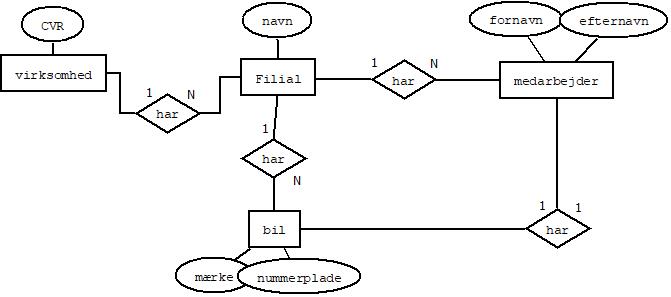 navn
fornavn
efternavn
CVR
virksomhed
1
har
N
Filial
1
har
N
medarbejder
1
har
N
bil
1
1
har
mærke
nummerplade